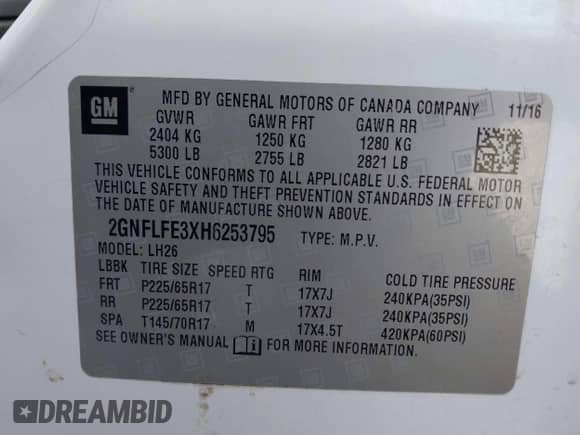 GM
MFD BY GENERAL MOTORS OF CANADA COMPANY 11/16
GVWR GAWR FRT GAWR RR
2404 KG 1250 KG 1280 KG
5300 LB 2755 LB 2821 LB
THIS VEHICLE CONFORMS TO ALL APPLICABLE U.S. FEDERAL MOTOR
VEHICLE SAFETY AND THEFT PREVENTION STANDARDS IN EFFECT ON
THE DATE OF MANUFACTURE SHOWN ABOVE.
2GNFLFE3XH6253795 TYPE: M.P.V.
MODEL: LH26
LBBK TIRE SIZE SPEED RTG RIM COLD TIRE PRESSURE
FRT P225/65R17 T 17X7J 240KPA(35PSI)
RR P225/65R17 T 17X7J 240KPA(35PSI)
SPA T145/70R17 M 17X4.5T 420KPA(60PSI)
SEE OWNER'S MANUAL FOR MORE INFORMATION.
DREAMBID